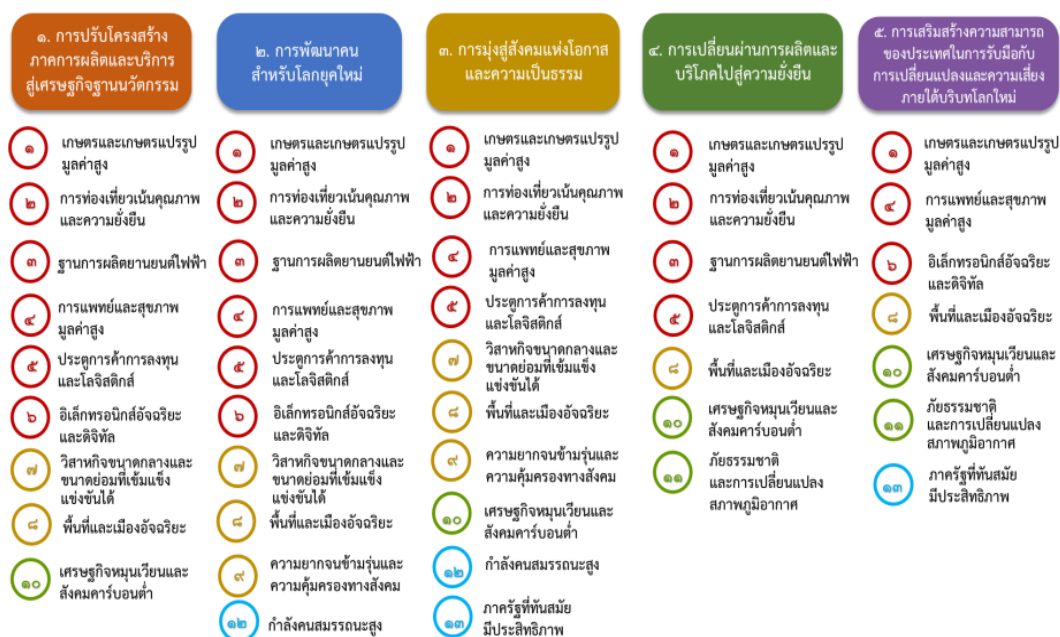 ๑. การปรับโครงสร้าง
ภาคการผลิตและบริการ
สู่เศรษฐกิจฐานนวัตกรรม
๑
เกษตรและเกษตรแปรรูป
มูลค่าสูง
๒
การท่องเที่ยวเน้นคุณภาพ
และความยั่งยืน
๓
ฐานการผลิตยานยนต์ไฟฟ้า
๔
การแพทย์และสุขภาพ
มูลค่าสูง
๕
ประตูการค้าการลงทุน
และโลจิสติกส์
๖
อิเล็กทรอนิกส์อัจฉริยะ
และดิจิทัล
๗
วิสาหกิจขนาดกลางและ
ขนาดย่อมที่เข้มแข็ง
แข่งขันได้
๘
พื้นที่และเมืองอัจฉริยะ
๑๐
เศรษฐกิจหมุนเวียนและ
สังคมคาร์บอนต่ำ
๒. การพัฒนาคน
สำหรับโลกยุคใหม่
๑
เกษตรและเกษตรแปรรูป
มูลค่าสูง
๒
การท่องเที่ยวเน้นคุณภาพ
และความยั่งยืน
๓
ฐานการผลิตยานยนต์ไฟฟ้า
๔
การแพทย์และสุขภาพ
มูลค่าสูง
๕
ประตูการค้าการลงทุน
และโลจิสติกส์
๖
อิเล็กทรอนิกส์อัจฉริยะ
และดิจิทัล
๗
วิสาหกิจขนาดกลางและ
ขนาดย่อมที่เข้มแข็ง
แข่งขันได้
๘
พื้นที่และเมืองอัจฉริยะ
๙
ความยากจนข้ามรุ่นและ
ความคุ้มครองทางสังคม
๑๒
กำลังคนสมรรถนะสูง
๓. การมุ่งสู่สังคมแห่งโอกาส
และความเป็นธรรม
๑
เกษตรและเกษตรแปรรูป
มูลค่าสูง
๒
การท่องเที่ยวเน้นคุณภาพ
และความยั่งยืน
๔
การแพทย์และสุขภาพ
มูลค่าสูง
๕
ประตูการค้าการลงทุน
และโลจิสติกส์
๗
วิสาหกิจขนาดกลางและ
ขนาดย่อมที่เข้มแข็ง
แข่งขันได้
๘
พื้นที่และเมืองอัจฉริยะ
๙
ความยากจนข้ามรุ่นและ
ความคุ้มครองทางสังคม
๑๐
เศรษฐกิจหมุนเวียนและ
สังคมคาร์บอนต่ำ
๑๒
กำลังคนสมรรถนะสูง
๑๓
ภาครัฐที่ทันสมัย
มีประสิทธิภาพ
๔. การเปลี่ยนผ่านการผลิตและ
บริโภคไปสู่ความยั่งยืน
๑
เกษตรและเกษตรแปรรูป
มูลค่าสูง
๒
การท่องเที่ยวเน้นคุณภาพ
และความยั่งยืน
๓
ฐานการผลิตยานยนต์ไฟฟ้า
๕
ประตูการค้าการลงทุน
และโลจิสติกส์
๘
พื้นที่และเมืองอัจฉริยะ
๑๐
เศรษฐกิจหมุนเวียนและ
สังคมคาร์บอนต่ำ
๑๑
ภัยธรรมชาติ
และการเปลี่ยนแปลง
สภาพภูมิอากาศ
๕. การเสริมสร้างความสามารถ
ของประเทศในการรับมือกับ
การเปลี่ยนแปลงและความเสี่ยง
ภายใต้บริบทโลกใหม่
๑
เกษตรและเกษตรแปรรูป
มูลค่าสูง
๔
การแพทย์และสุขภาพ
มูลค่าสูง
๖
อิเล็กทรอนิกส์อัจฉริยะ
และดิจิทัล
๘
พื้นที่และเมืองอัจฉริยะ
๑๐
เศรษฐกิจหมุนเวียนและ
สังคมคาร์บอนต่ำ
๑๑
ภัยธรรมชาติ
และการเปลี่ยนแปลง
สภาพภูมิอากาศ
๑๓
ภาครัฐที่ทันสมัย
มีประสิทธิภาพ